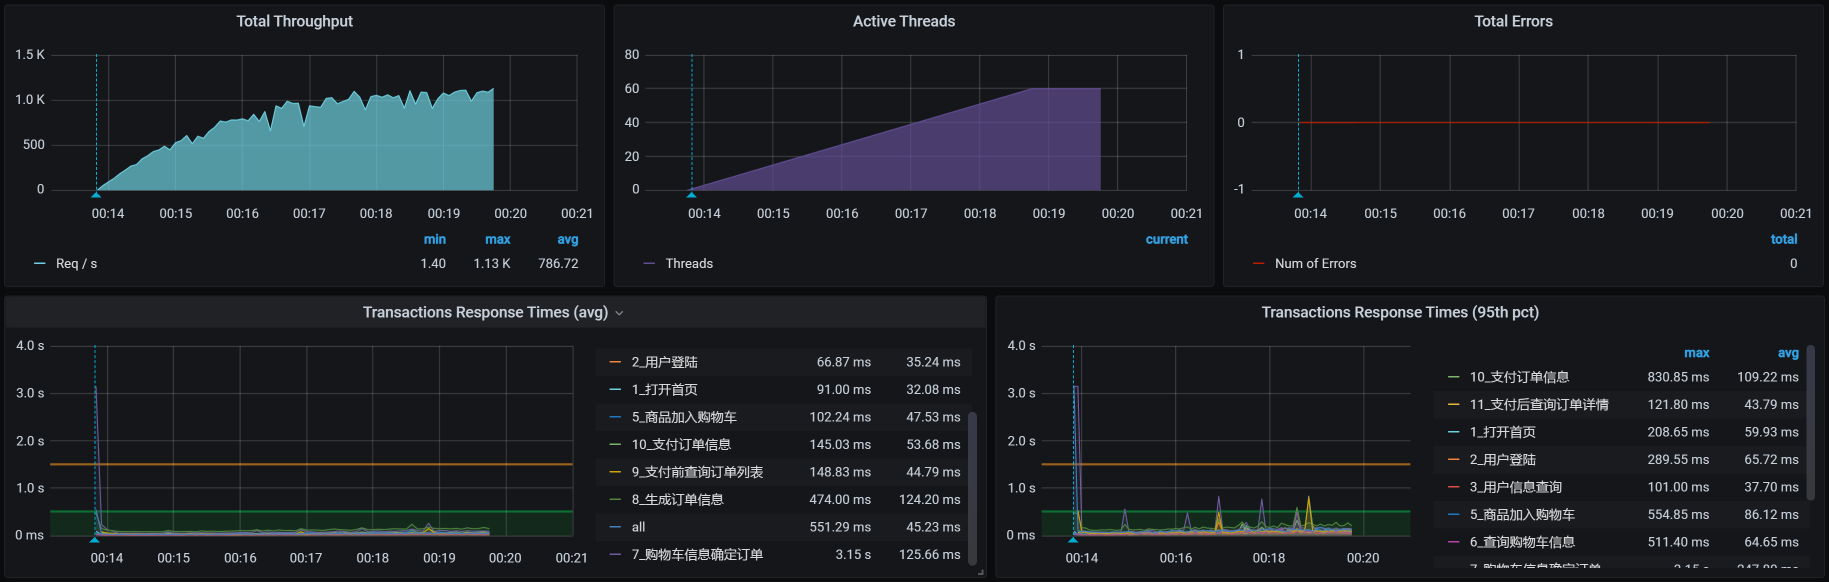 Total Throughput
1.5 K
1.0 K
500
0
00:14 00:15 00:16 00:17 00:18 00:19 00:20 00:21
min max avg
Req / s 1.40 1.13 K 786.72
Active Threads
80
60
40
20
0
00:14 00:15 00:16 00:17 00:18 00:19 00:20 00:21
current
Threads
Total Errors
1
0
-1
00:14 00:15 00:16 00:17 00:18 00:19 00:20 00:21
total
Num of Errors 0
Transactions Response Times (avg)
4.0 s
3.0 s
2.0 s
1.0 s
0 ms
00:14 00:15 00:16 00:17 00:18 00:19 00:20 00:21
2_用户登陆 66.87 ms 35.24 ms
1_打开首页 91.00 ms 32.08 ms
5_商品加入购物车 102.24 ms 47.53 ms
10_支付订单信息 145.03 ms 53.68 ms
9_支付前查询订单列表 148.83 ms 44.79 ms
8_生成订单信息 474.00 ms 124.20 ms
all 551.29 ms 45.23 ms
7_购物车信息确定订单 3.15 s 125.66 ms
Transactions Response Times (95th pct)
4.0 s
3.0 s
2.0 s
1.0 s
0 ms
00:14 00:16 00:18 00:20
max avg
10_支付订单信息 830.85 ms 109.22 ms
11_支付后查询订单详情 121.80 ms 43.79 ms
1_打开首页 208.65 ms 59.93 ms
2_用户登陆 289.55 ms 65.72 ms
3_用户信息查询 101.00 ms 37.70 ms
5_商品加入购物车 554.85 ms 86.12 ms
6_查询购物车信息 511.40 ms 64.65 ms
7_购物车信息确定订单 3.15 s